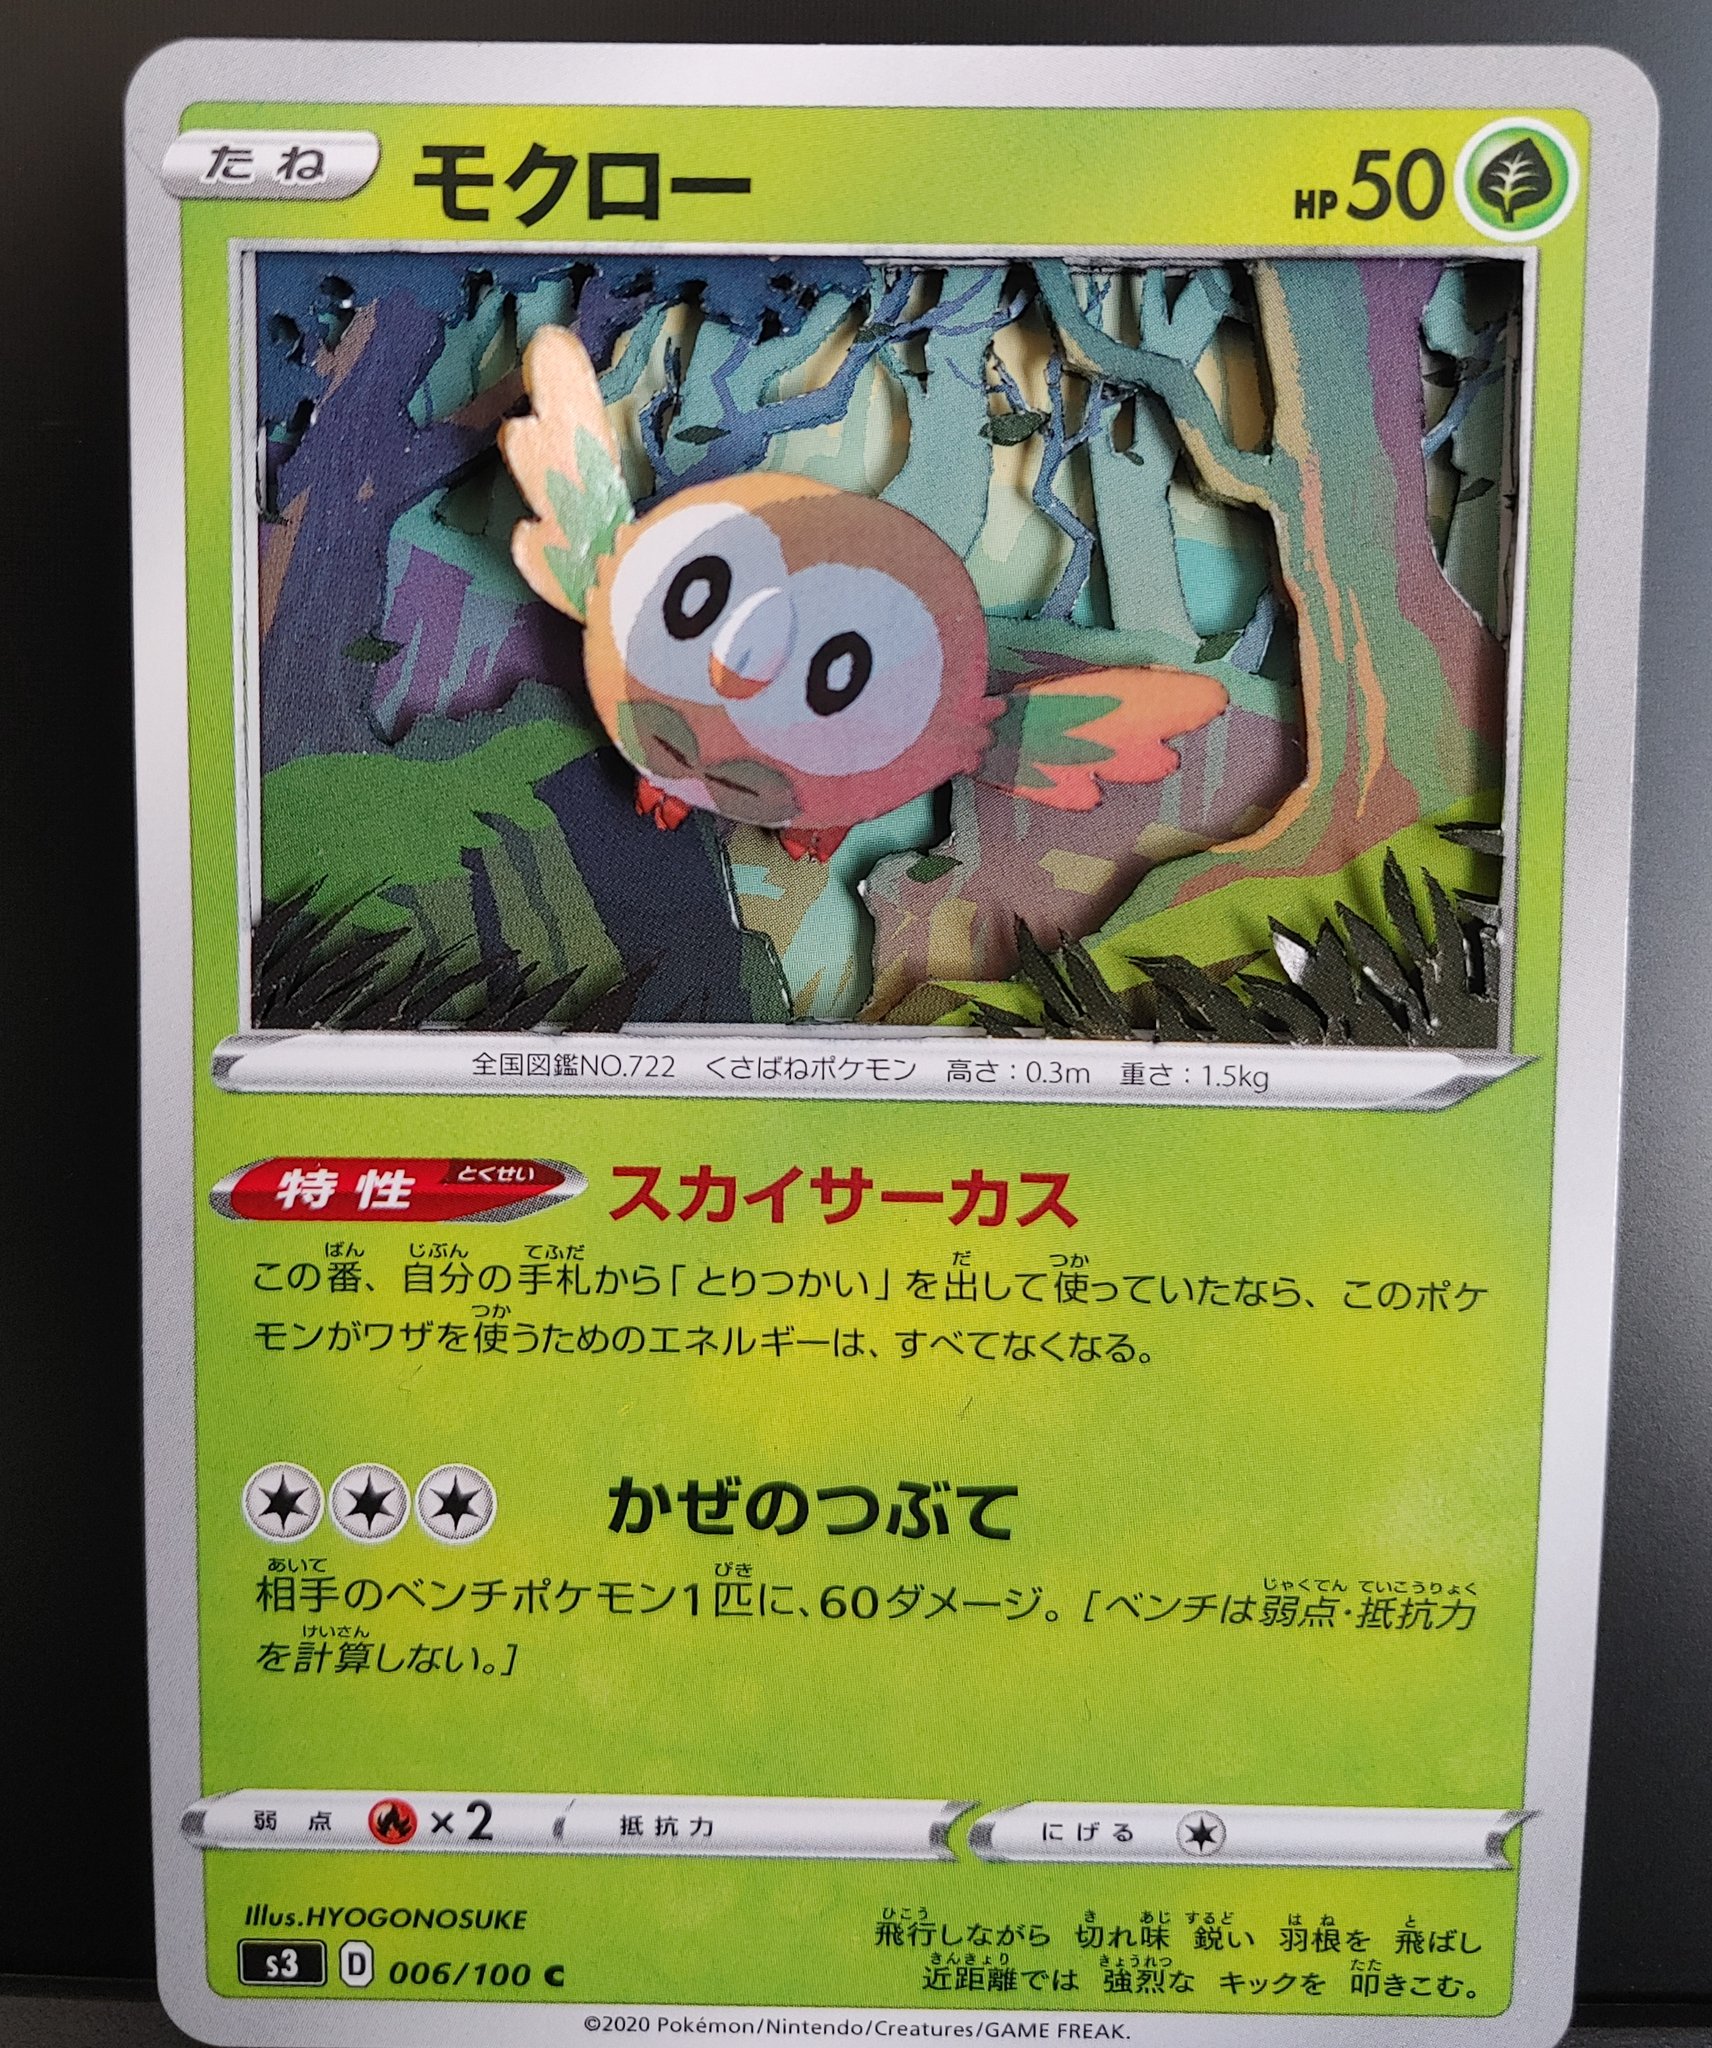 たね モクロー HP50
全国図鑑NO.722 くさばねポケモン 高さ：0.3m 重さ：1.5kg
特性 とくせい スカイサーカス
ばん じぶん てふだ だ つか
この番、自分の手札から「とりつかい」を出して使っていたなら、このポケ
つか
モンがワザを使うためのエネルギーは、すべてなくなる。
かぜのつぶて
あいて ぴき じゃくてん ていこうりょく
相手のベンチポケモン1匹に、60ダメージ。［ベンチは弱点・抵抗力
けいさん
を計算しない。］
弱点 ×2 抵抗力 にげる
Illus.HYOGONOSUKE
s3 D 006/100 C
ひこう き あじ するど はね と
飛行しながら 切れ味 鋭い 羽根を 飛ばし
きんきょり きょうれつ たた
近距離では 強烈な キックを 叩きこむ。
©2020 Pokémon/Nintendo/Creatures/GAME FREAK.